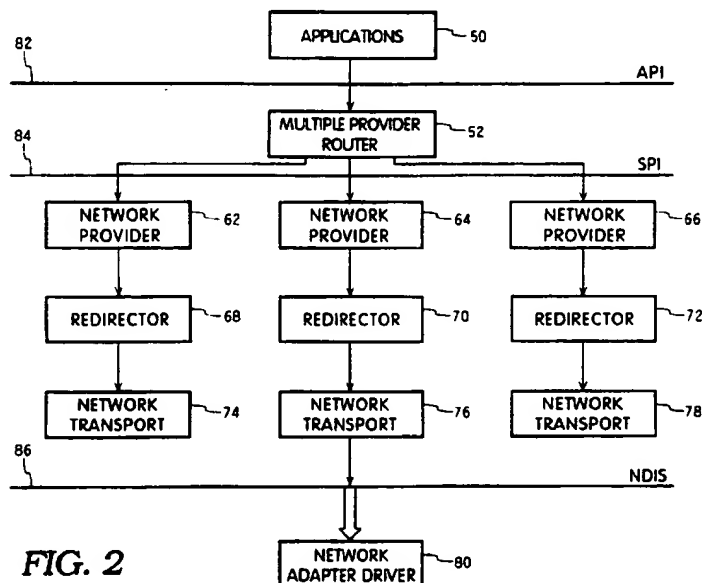 APPLICATIONS
50
82
API
MULTIPLE PROVIDER
ROUTER
52
84
SPI
NETWORK
PROVIDER
62
NETWORK
PROVIDER
64
NETWORK
PROVIDER
66
REDIRECTOR
68
REDIRECTOR
70
REDIRECTOR
72
NETWORK
TRANSPORT
74
NETWORK
TRANSPORT
76
NETWORK
TRANSPORT
78
86
NDIS
FIG. 2
NETWORK
ADAPTER DRIVER
80